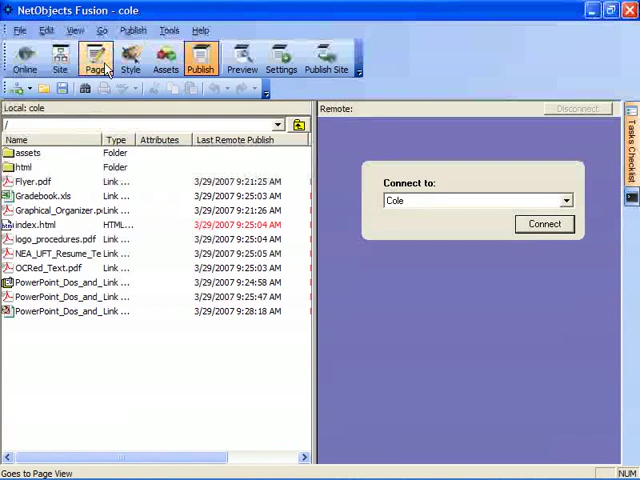 NetObjects Fusion - cole
File Edit View Go Publish Tools Help
Online Site Page Style Assets Publish Preview Settings Publish Site
Local: cole
Remote:
Disconnect
/
Name Type Attributes Last Remote Publish
assets Folder
html Folder
Flyer.pdf Link ... 3/29/2007 9:21:25 AM
Gradebook.xls Link ... 3/29/2007 9:25:03 AM
Graphical_Organizer.p Link ... 3/29/2007 9:21:26 AM
index.html HTML... 3/29/2007 9:25:04 AM
logo_procedures.pdf Link ... 3/29/2007 9:25:04 AM
NEA_UFT_Resume_Te Link ... 3/29/2007 9:25:03 AM
OCRed_Text.pdf Link ... 3/29/2007 9:25:03 AM
PowerPoint_Dos_and_ Link ... 3/29/2007 9:24:58 AM
PowerPoint_Dos_and_ Link ... 3/29/2007 9:25:47 AM
PowerPoint_Dos_and_ Link ... 3/29/2007 9:28:18 AM
Connect to:
Cole
Connect
Tasks Checklist
Goes to Page View
NUM